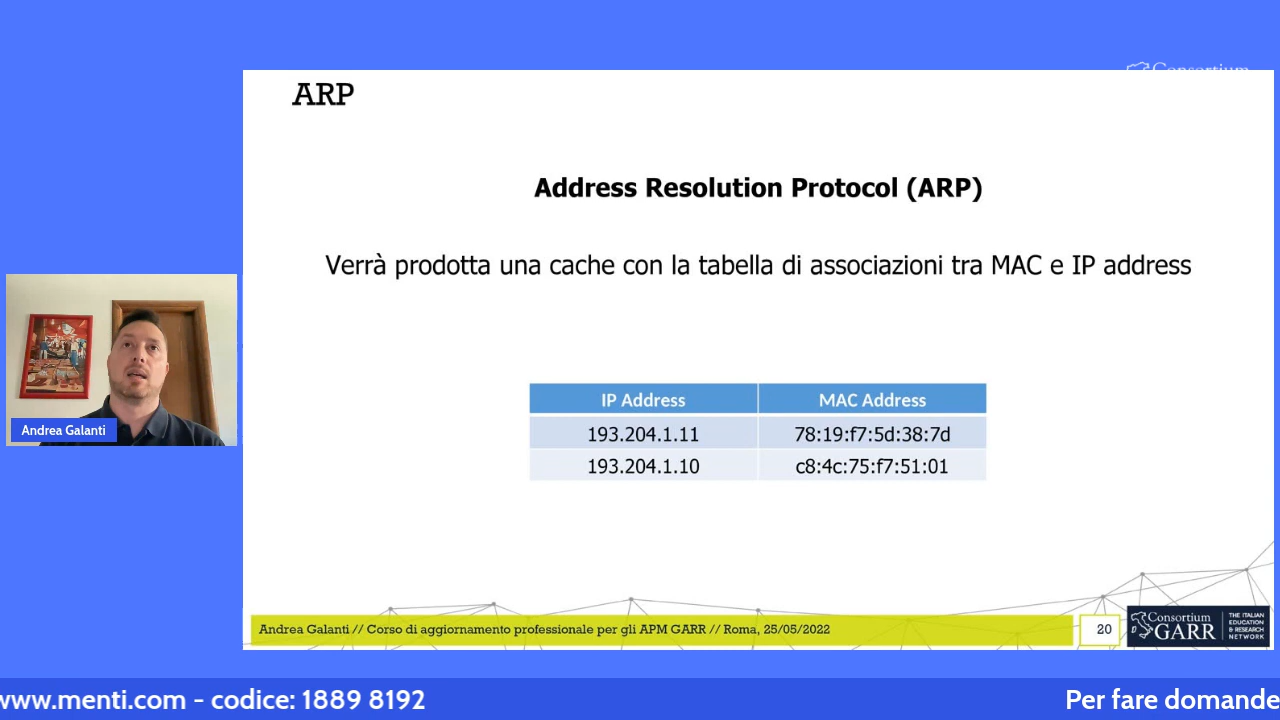 Consortium
ARP
Address Resolution Protocol (ARP)
Verrà prodotta una cache con la tabella di associazioni tra MAC e IP address
IP Address MAC Address
193.204.1.11 78:19:f7:5d:38:7d
193.204.1.10 c8:4c:75:f7:51:01
Andrea Galanti
Andrea Galanti // Corso di aggiornamento professionale per gli APM GARR // Roma, 25/05/2022
20
Consortium
GARR
THE ITALIAN
EDUCATION
& RESEARCH
NETWORK
www.menti.com - codice: 1889 8192
Per fare domande